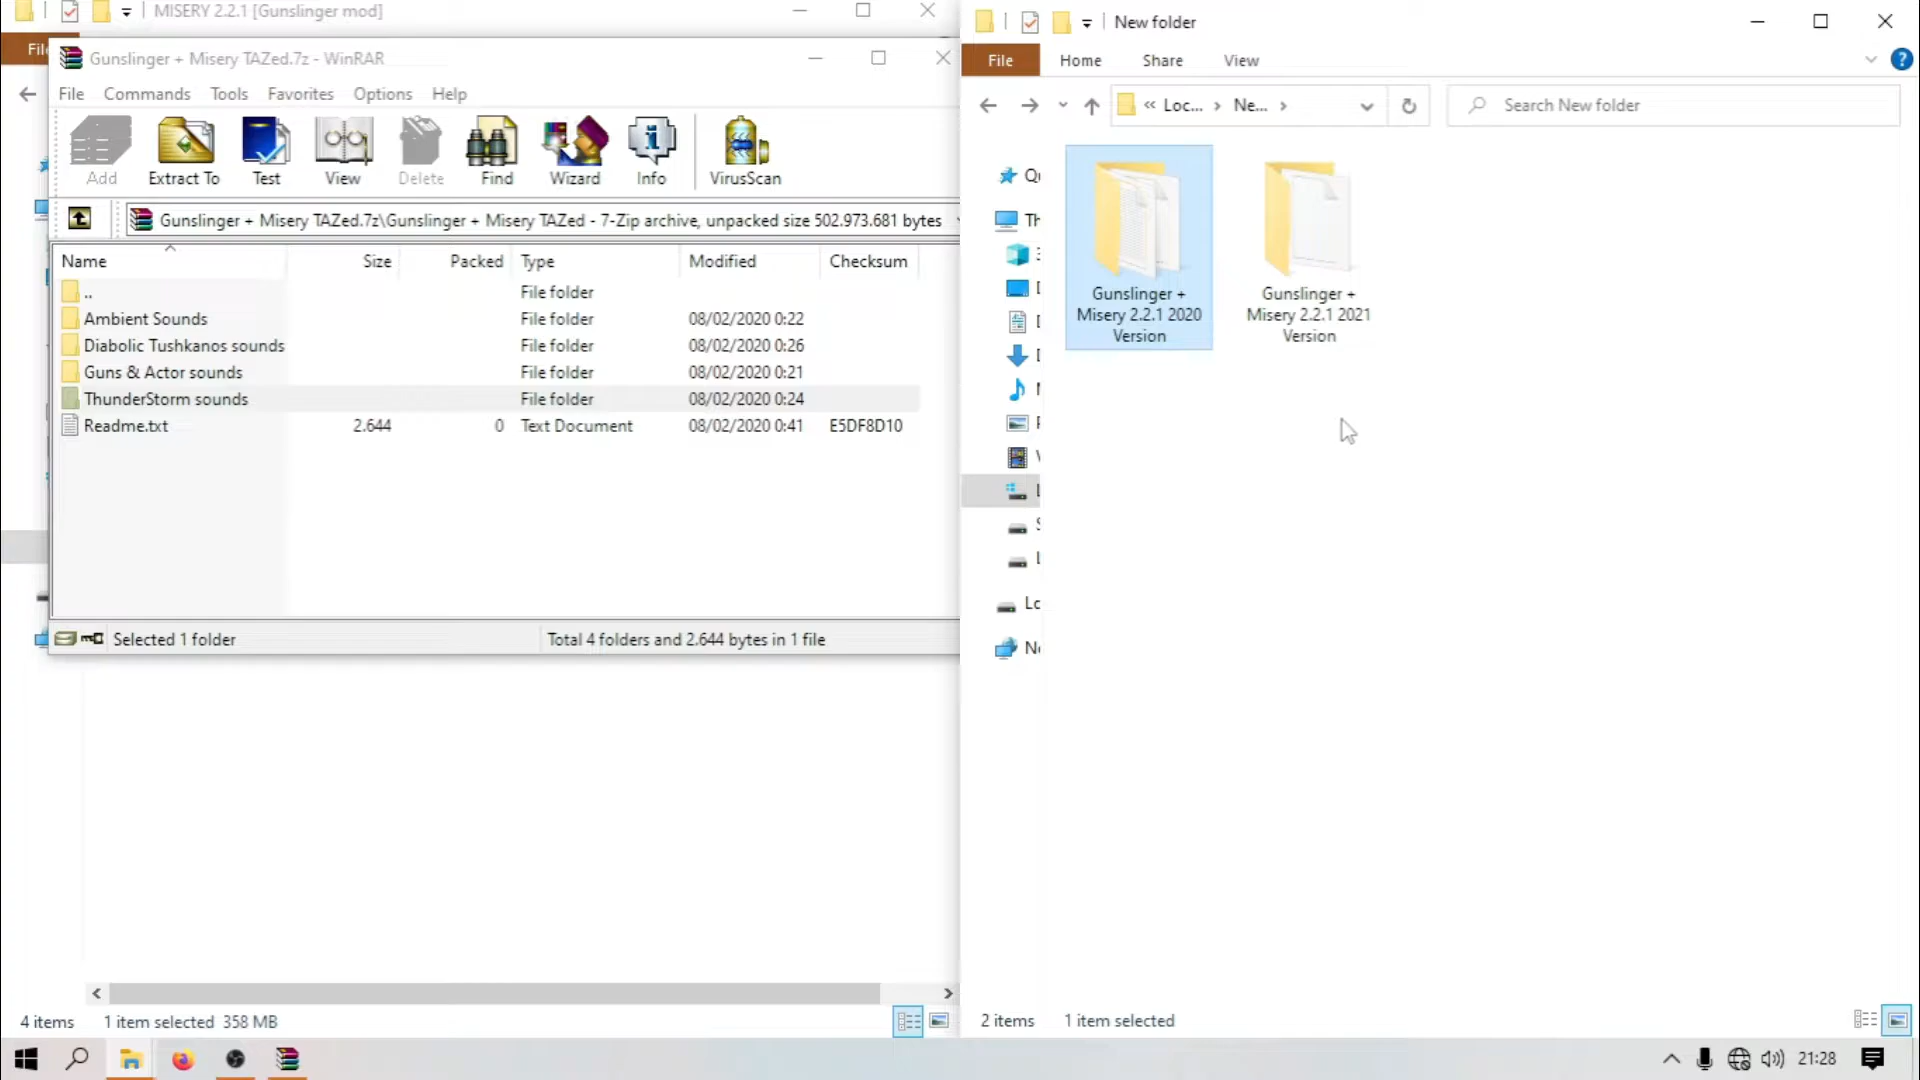 MISERY 2.2.1 [Gunslinger mod]
Gunslinger + Misery TAZed.7z - WinRAR
File Commands Tools Favorites Options Help
Add Extract To Test View Delete Find Wizard Info VirusScan
Gunslinger + Misery TAZed.7z\Gunslinger + Misery TAZed - 7-Zip archive, unpacked size 502.973.681 bytes
Name Size Packed Type Modified Checksum
.. File folder
Ambient Sounds File folder 08/02/2020 0:22
Diabolic Tushkanos sounds File folder 08/02/2020 0:26
Guns & Actor sounds File folder 08/02/2020 0:21
ThunderStorm sounds File folder 08/02/2020 0:24
Readme.txt 2.644 0 Text Document 08/02/2020 0:41 E5DF8D10
Selected 1 folder Total 4 folders and 2.644 bytes in 1 file
4 items 1 item selected 358 MB
New folder
File Home Share View
« Loc... › Ne... › Search New folder
Gunslinger +
Misery 2.2.1 2020
Version
Gunslinger +
Misery 2.2.1 2021
Version
2 items 1 item selected
21:28